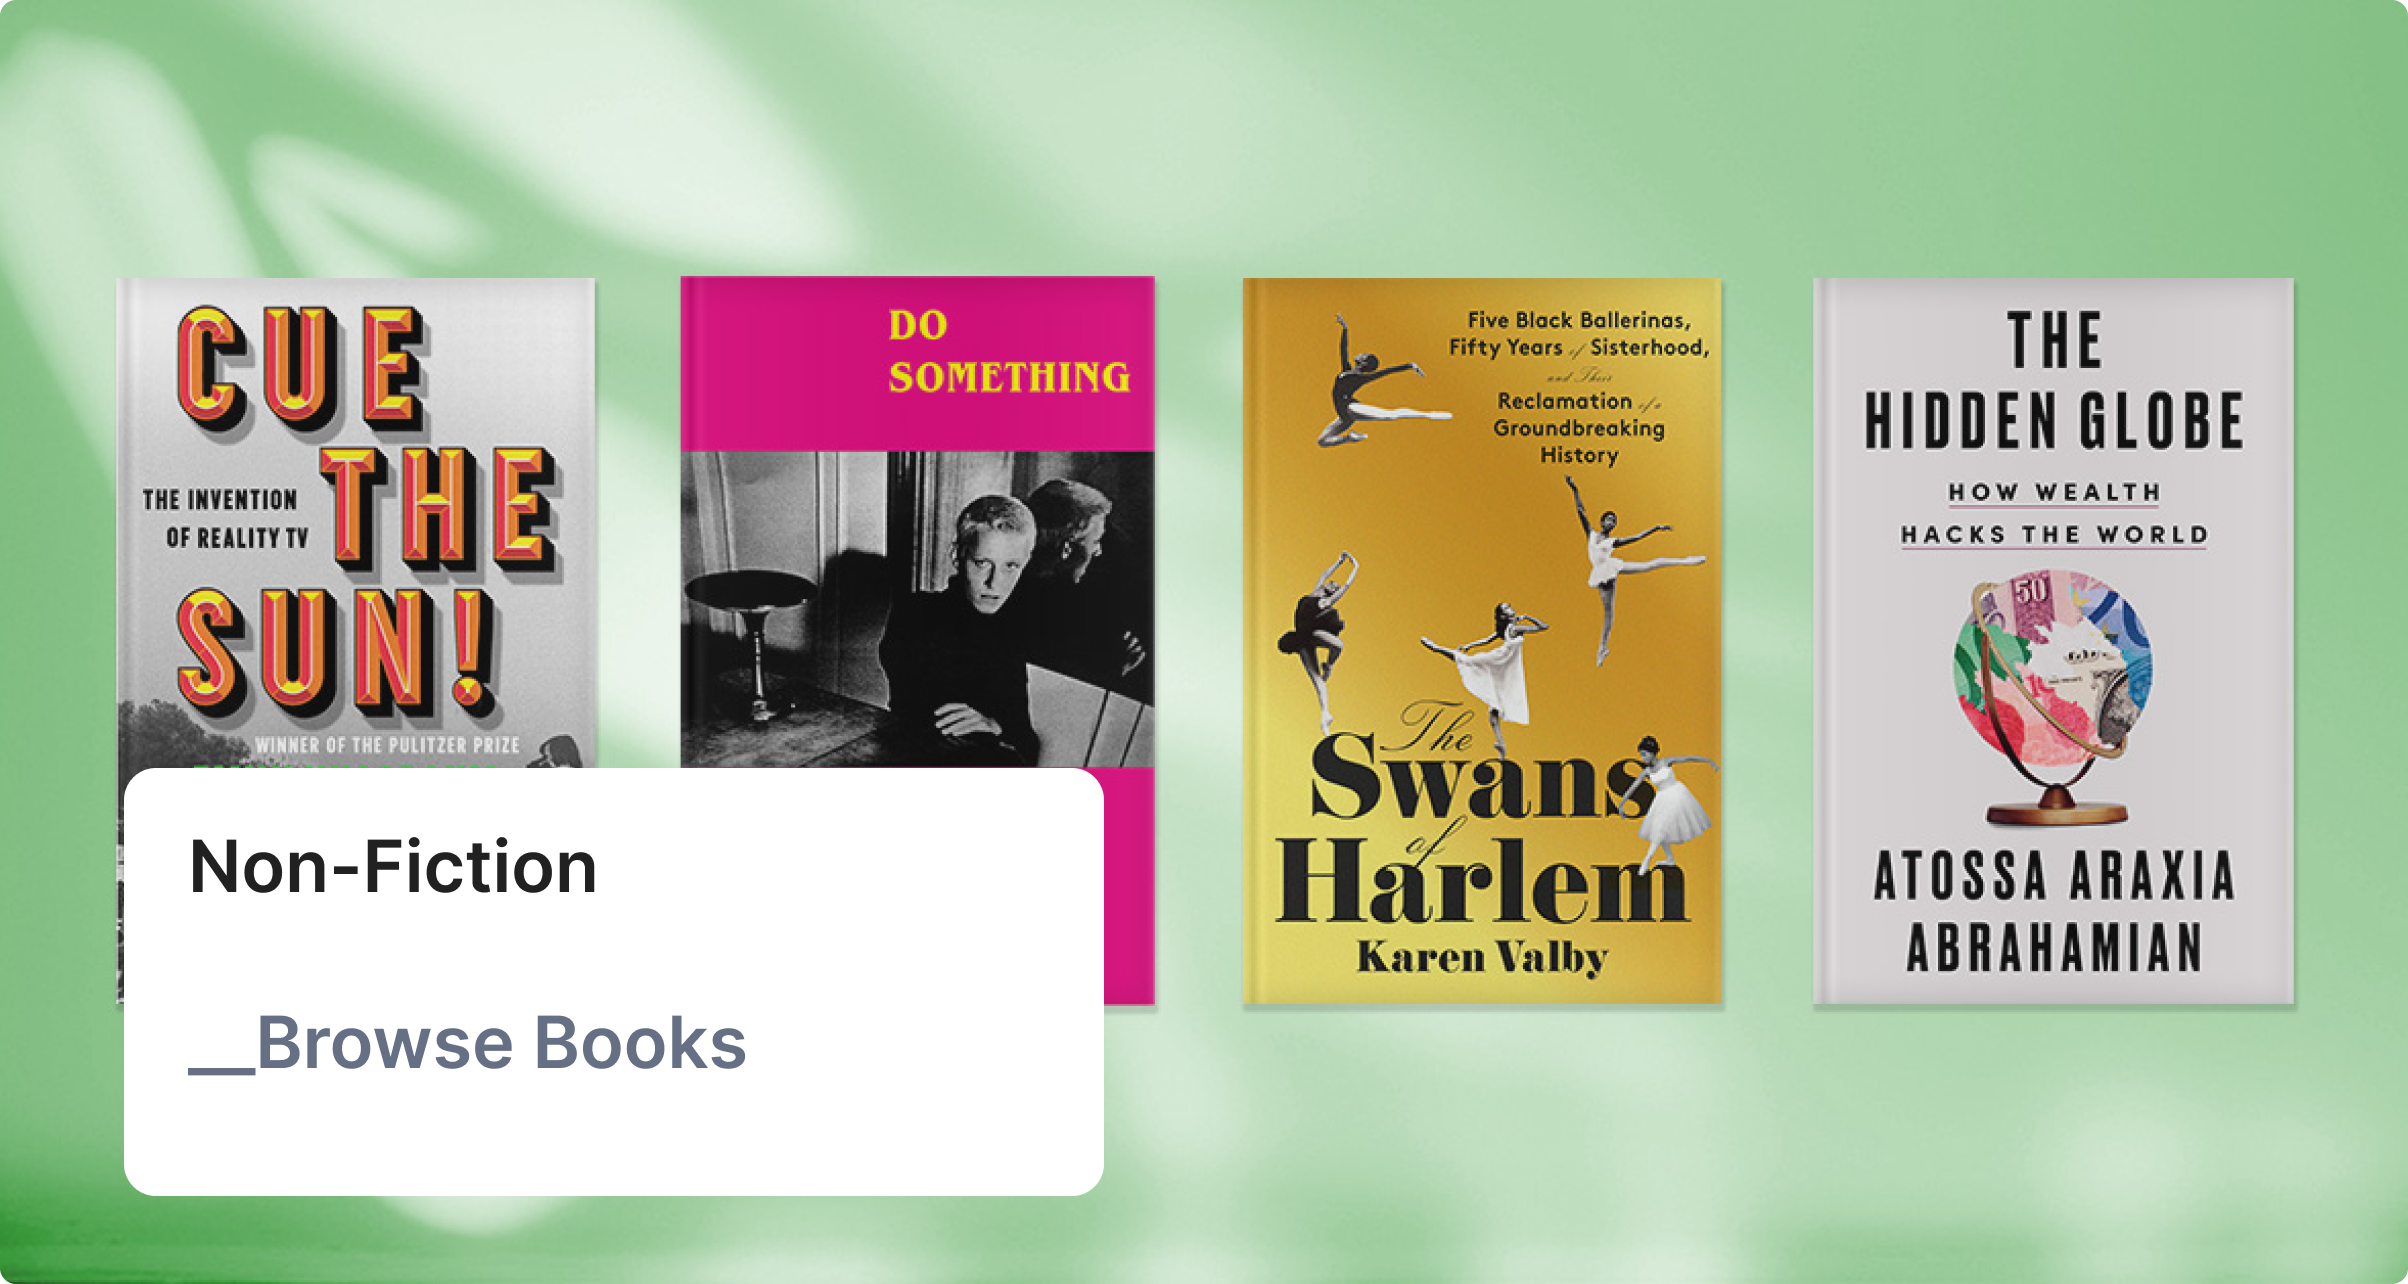 CUE
THE
SUN!
THE INVENTION
OF REALITY TV
WINNER OF THE PULITZER PRIZE
DO
SOMETHING
Five Black Ballerinas,
Fifty Years of Sisterhood,
and Their
Reclamation of a
Groundbreaking
History
The
Swans
of
Harlem
Karen Valby
THE
HIDDEN GLOBE
HOW WEALTH
HACKS THE WORLD
50
ATOSSA ARAXIA
ABRAHAMIAN
Non-Fiction
__Browse Books